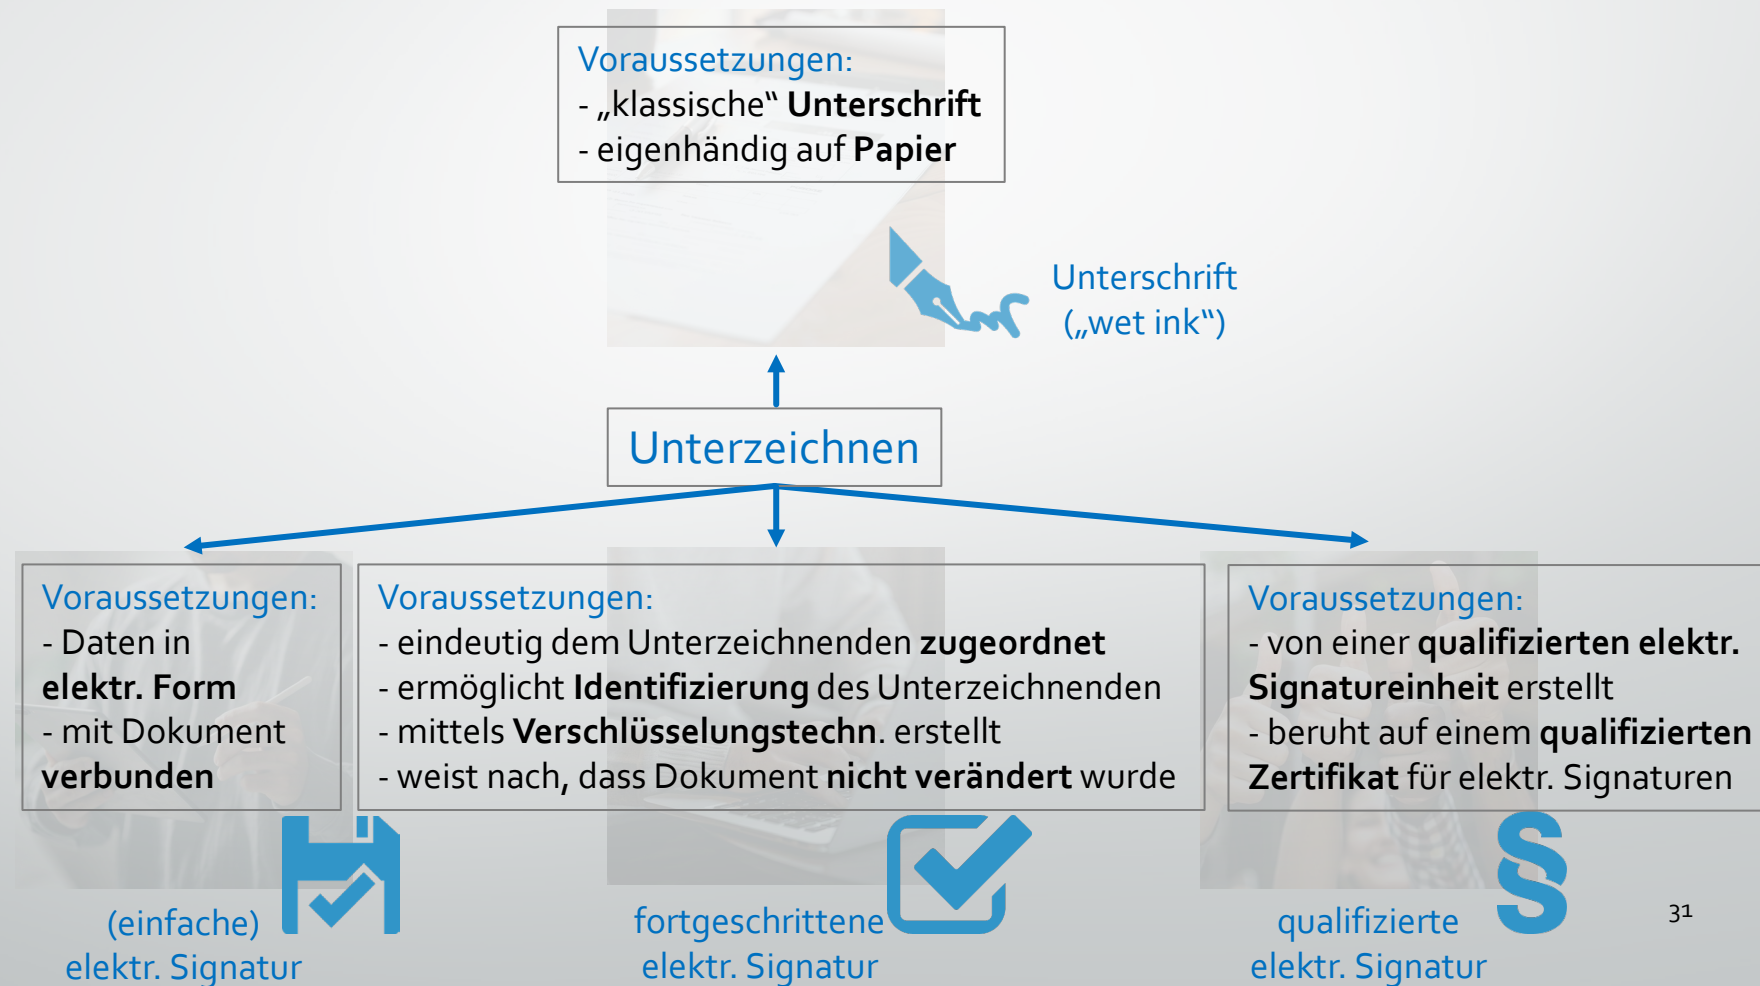 Voraussetzungen:
- „klassische“ Unterschrift
- eigenhändig auf Papier
Unterschrift
(„wet ink“)
Unterzeichnen
Voraussetzungen:
- Daten in
elektr. Form
- mit Dokument
verbunden
Voraussetzungen:
- eindeutig dem Unterzeichnenden zugeordnet
- ermöglicht Identifizierung des Unterzeichnenden
- mittels Verschlüsselungstechn. erstellt
- weist nach, dass Dokument nicht verändert wurde
Voraussetzungen:
- von einer qualifizierten elektr.
Signatureinheit erstellt
- beruht auf einem qualifizierten
Zertifikat für elektr. Signaturen
(einfache)
elektr. Signatur
fortgeschrittene
elektr. Signatur
§
qualifizierte
elektr. Signatur
31